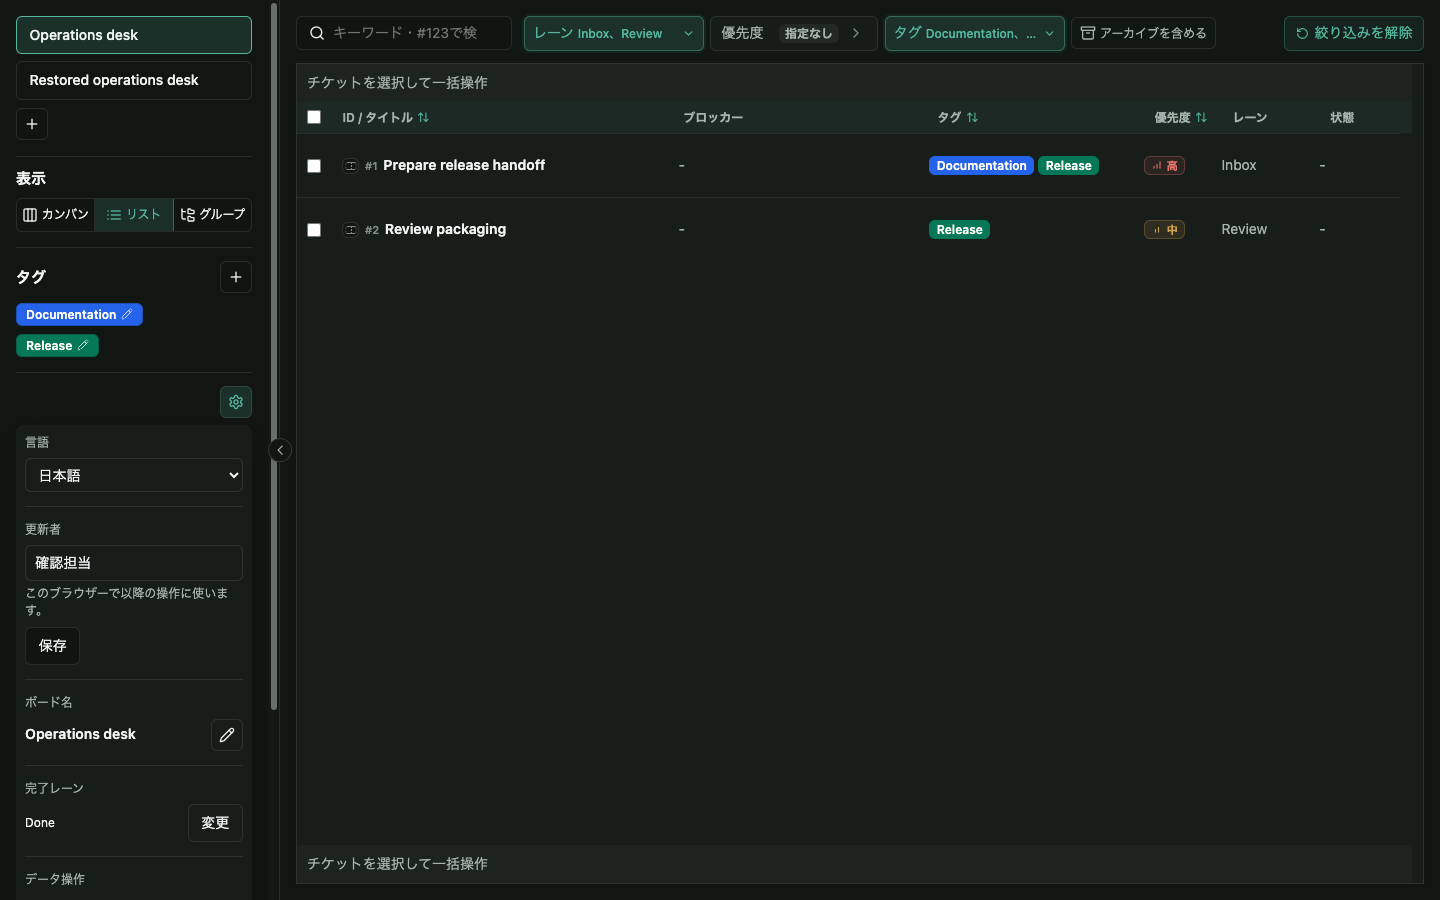 Operations desk
Restored operations desk
表示
カンバン
リスト
グループ
タグ
Documentation
Release
言語
日本語
更新者
確認担当
このブラウザーで以降の操作に使いま
す。
保存
ボード名
Operations desk
完了レーン
Done
変更
データ操作
キーワード・#123で検
レーン Inbox、Review
優先度 指定なし
タグ Documentation、...
アーカイブを含める
絞り込みを解除
チケットを選択して一括操作
ID / タイトル ブロッカー タグ 優先度 レーン 状態
#1 Prepare release handoff - Documentation Release 高 Inbox -
#2 Review packaging - Release 中 Review -
チケットを選択して一括操作